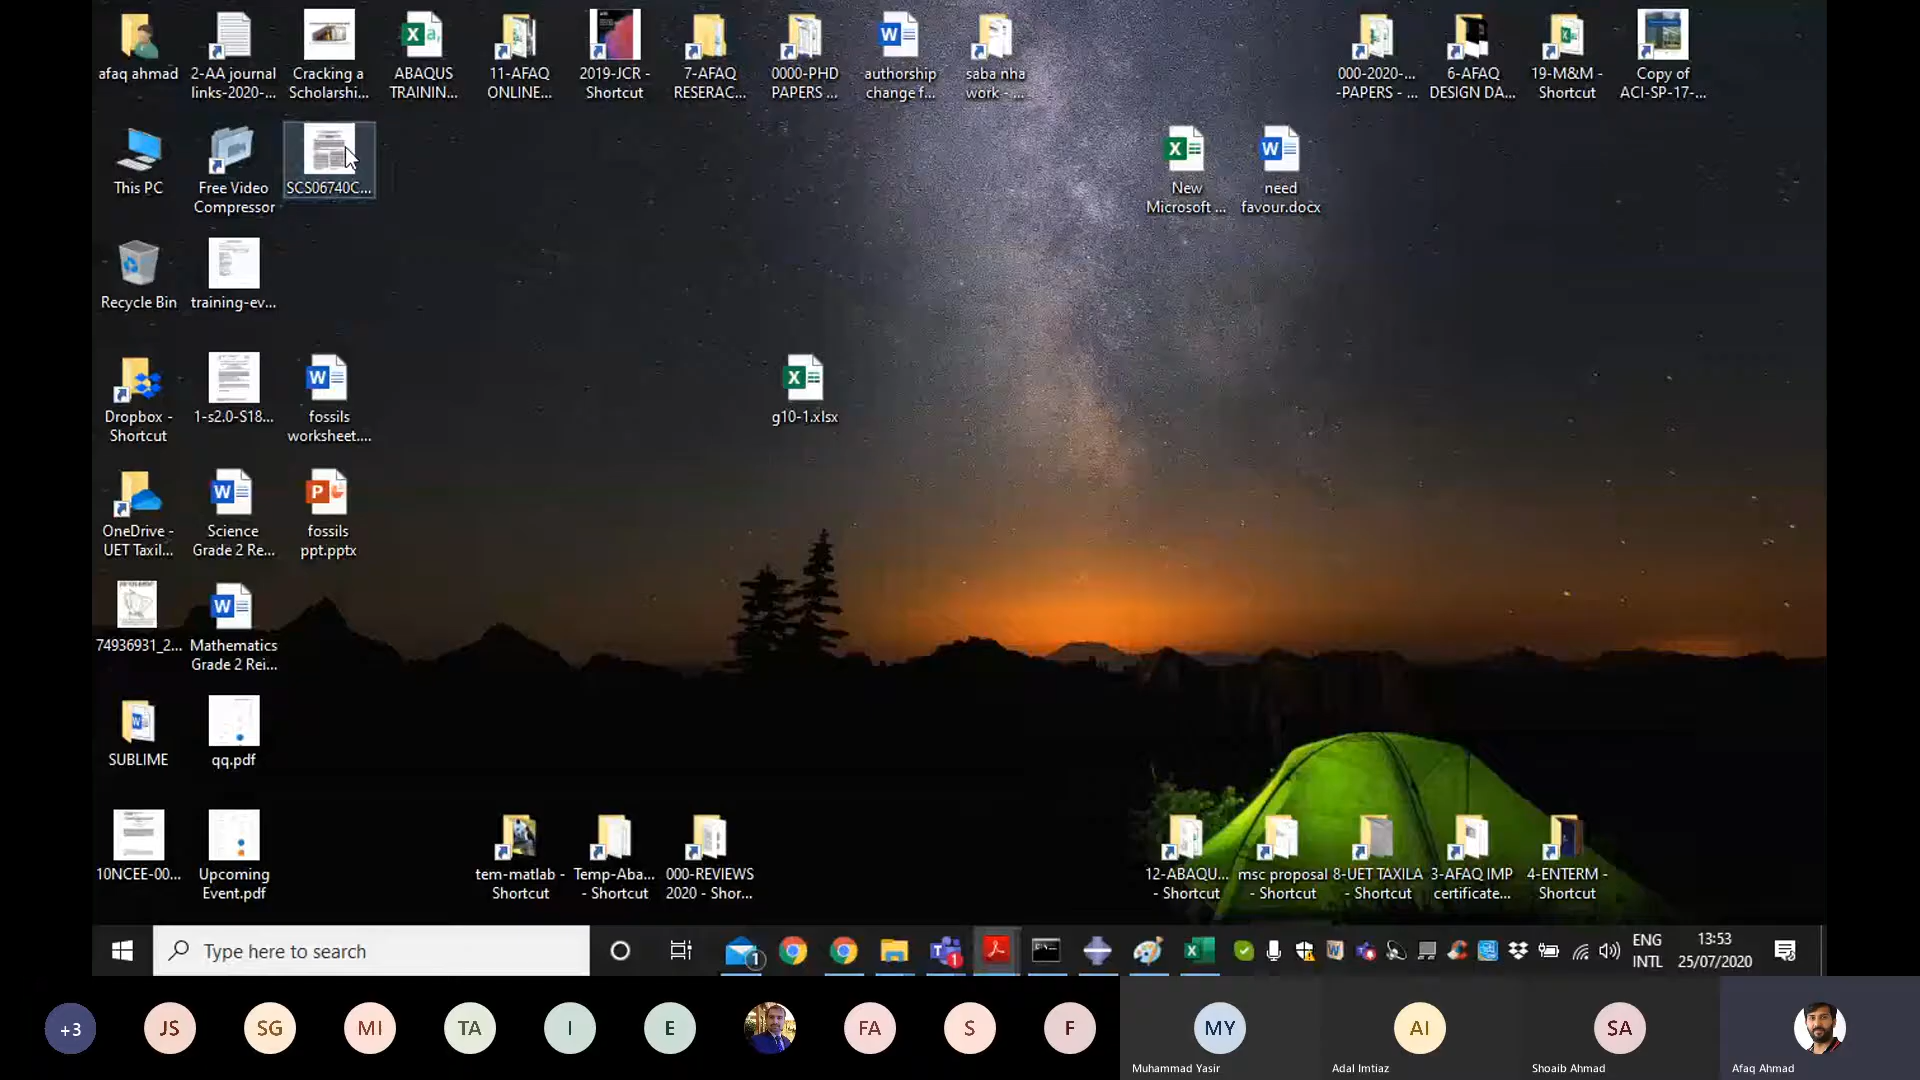 afaq ahmad
2-AA journal
links-2020-...
Cracking a
Scholarshi...
ABAQUS
TRAININ...
11-AFAQ
ONLINE...
2019-JCR -
Shortcut
7-AFAQ
RESERAC...
0000-PHD
PAPERS ...
authorship
change f...
saba nha
work - ...
000-2020-...
-PAPERS - ...
6-AFAQ
DESIGN DA...
19-M&M -
Shortcut
Copy of
ACI-SP-17-...
This PC
Free Video
Compressor
SCS06740C...
New
Microsoft ...
need
favour.docx
Recycle Bin
training-ev...
Dropbox -
Shortcut
1-s2.0-S18...
fossils
worksheet....
g10-1.xlsx
OneDrive -
UET Taxil...
Science
Grade 2 Re...
fossils
ppt.pptx
74936931_2...
Mathematics
Grade 2 Rei...
SUBLIME
qq.pdf
10NCEE-00...
Upcoming
Event.pdf
tem-matlab -
Shortcut
Temp-Aba...
- Shortcut
000-REVIEWS
2020 - Shor...
12-ABAQU...
- Shortcut
msc proposal
- Shortcut
8-UET TAXILA
- Shortcut
3-AFAQ IMP
certificate...
4-ENTERM -
Shortcut
Type here to search
1
1
ENG
INTL
13:53
25/07/2020
+3
JS
SG
MI
TA
I
E
FA
S
F
MY
Muhammad Yasir
AI
Adal Imtiaz
SA
Shoaib Ahmad
Afaq Ahmad